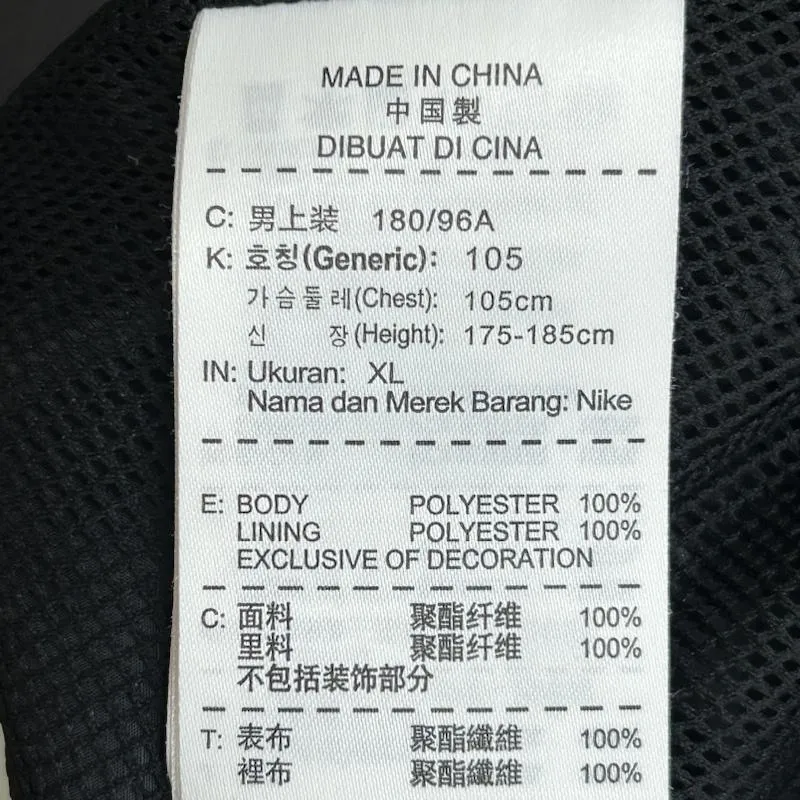 MADE IN CHINA
中国製
DIBUAT DI CINA
C: 男上装 180/96A
K: 호칭(Generic): 105
가슴둘레(Chest): 105cm
신 장(Height): 175-185cm
IN: Ukuran: XL
Nama dan Merek Barang: Nike
E: BODY POLYESTER 100%
LINING POLYESTER 100%
EXCLUSIVE OF DECORATION
C: 面料 聚酯纤维 100%
里料 聚酯纤维 100%
不包括装饰部分
T: 表布 聚酯纖維 100%
裡布 聚酯纖維 100%